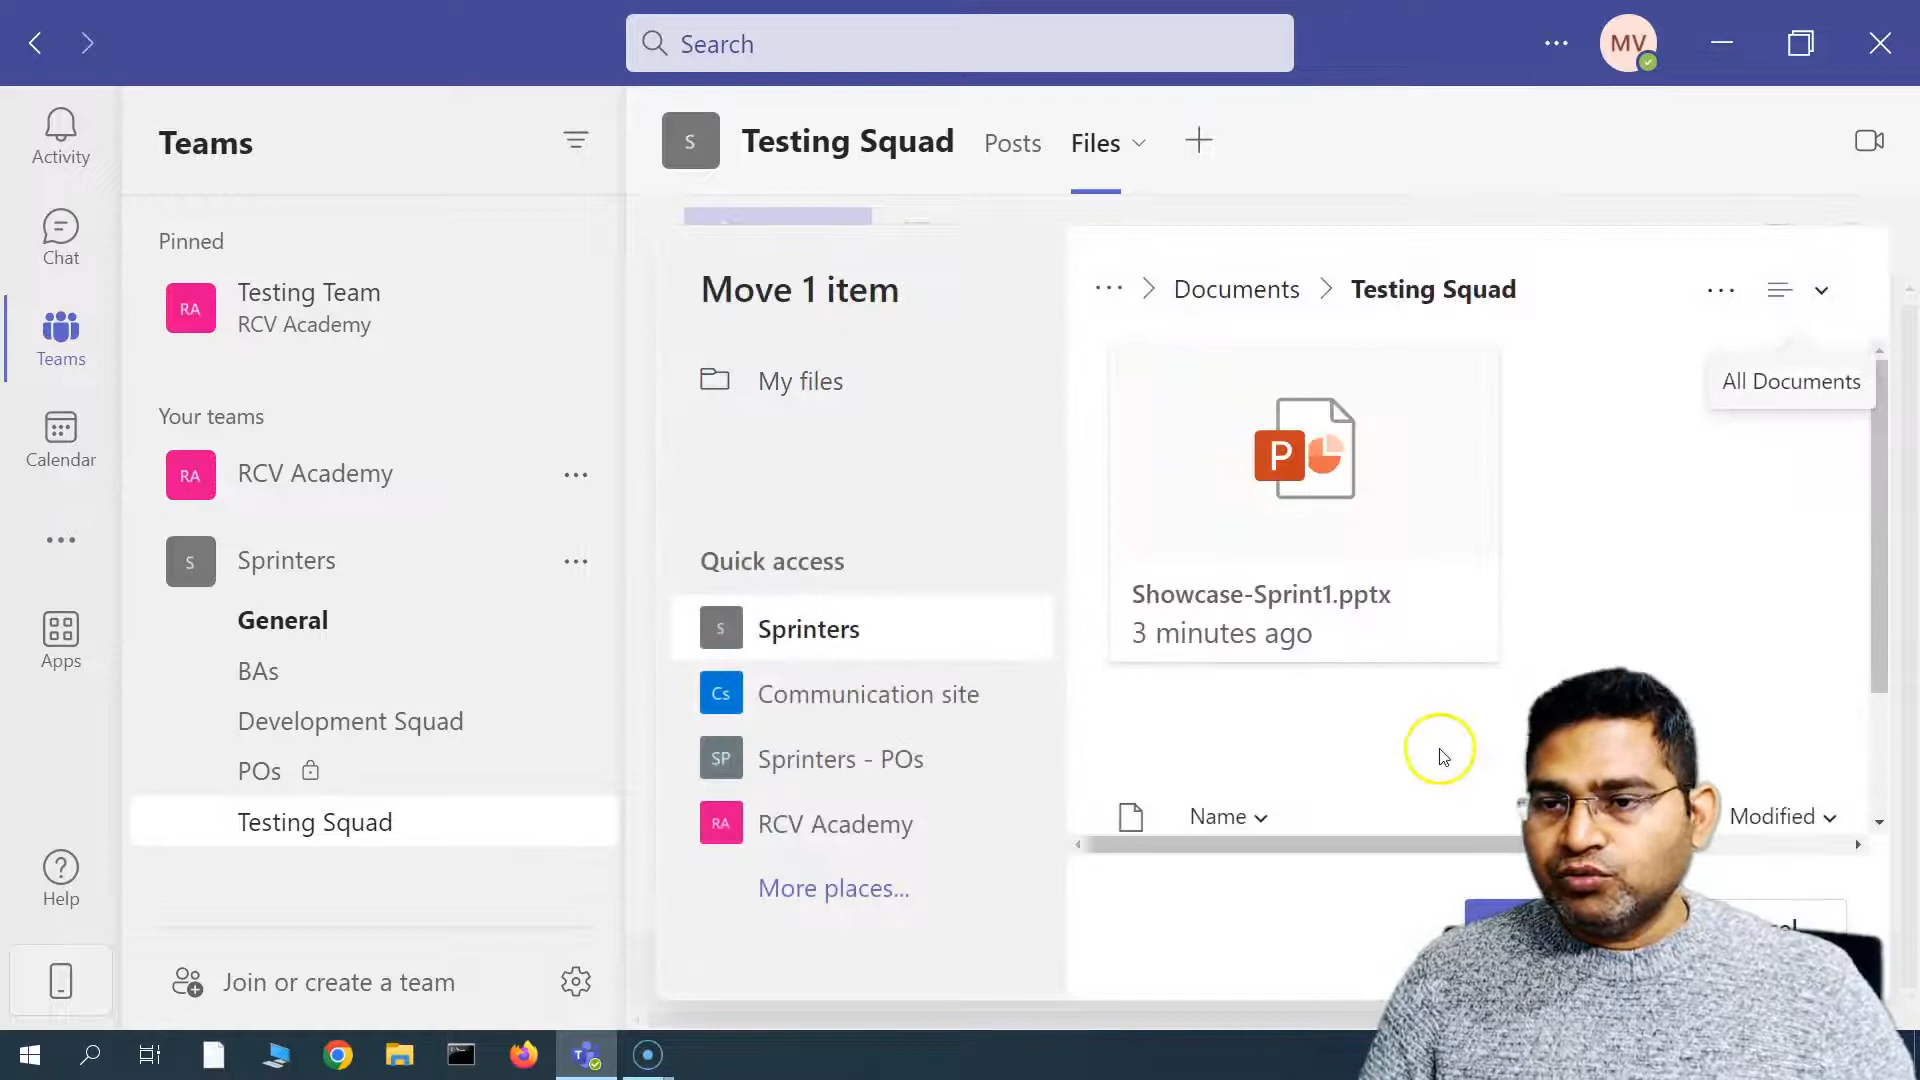 Search
MV
Activity
Chat
Teams
Calendar
Apps
Help
Teams
Pinned
RA
Testing Team
RCV Academy
Your teams
RA
RCV Academy
S
Sprinters
General
BAs
Development Squad
POs
Testing Squad
Join or create a team
S
Testing Squad
Posts
Files
Move 1 item
My files
Quick access
S
Sprinters
Cs
Communication site
SP
Sprinters - POs
RA
RCV Academy
More places...
Documents
Testing Squad
All Documents
P
Showcase-Sprint1.pptx
3 minutes ago
Name
Modified
T